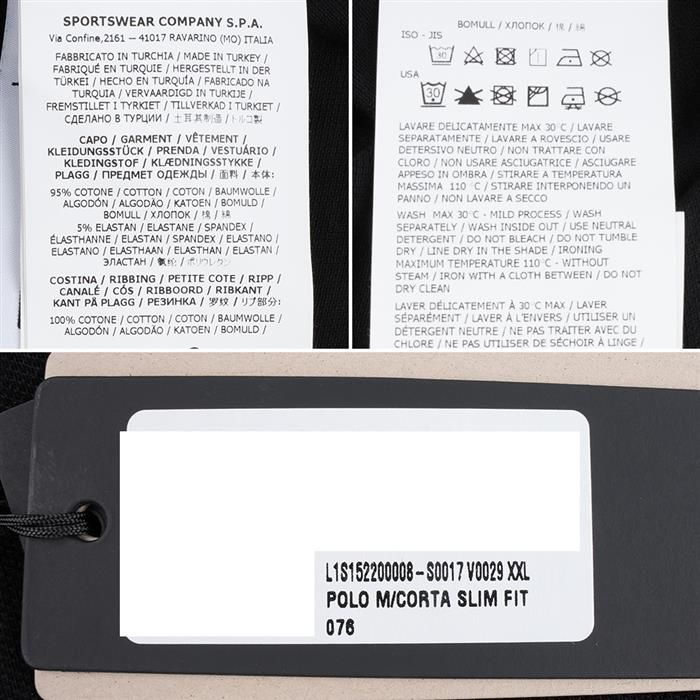 SPORTSWEAR COMPANY S.P.A.
Via Confine,2161 – 41017 RAVARINO (MO) ITALIA
FABBRICATO IN TURCHIA / MADE IN TURKEY /
FABRIQUÉ EN TURQUIE / HERGESTELLT IN DER
TÜRKEI / HECHO EN TURQUÍA / FABRICADO NA
TURQUIA / VERVAARDIGD IN TURKIJE /
FREMSTILLET I TYRKIET / TILLVERKAD I TURKIET /
СДЕЛАНО В ТУРЦИИ / 土耳其制造 / トルコ製
CAPO / GARMENT / VÊTEMENT /
KLEIDUNGSSTÜCK / PRENDA / VESTUÁRIO /
KLEDINGSTOF / KLÆDNINGSSTYKKE /
PLAGG / ПРЕДМЕТ ОДЕЖДЫ / 面料 / 本体:
95% COTONE / COTTON / COTON / BAUMWOLLE /
ALGODÓN / ALGODÃO / KATOEN / BOMULD /
BOMULL / ХЛОПОК / 棉 / 綿
5% ELASTAN / ELASTANE / SPANDEX /
ÉLASTHANNE / ELASTAN / SPANDEX / ELASTANO /
ELASTANO / ELASTHAAN / ELASTHAN / ELASTAN /
ЭЛАСТАН / 氨纶 / ポリウレタン
COSTINA / RIBBING / PETITE COTE / RIPP /
CANALÉ / CÓS / RIBBOORD / RIBKANT /
KANT PÅ PLAGG / РЕЗИНКА / 罗纹 / リブ部分:
100% COTONE / COTTON / COTON / BAUMWOLLE /
ALGODÓN / ALGODÃO / KATOEN / BOMULD /
BOMULL / ХЛОПОК / 棉 / 綿
ISO - JIS
30
USA
30
LAVARE DELICATAMENTE MAX 30°C / LAVARE
SEPARATAMENTE / LAVARE A ROVESCIO / USARE
DETERSIVO NEUTRO / NON TRATTARE CON
CLORO / NON USARE ASCIUGATRICE / ASCIUGARE
APPESO IN OMBRA / STIRARE A TEMPERATURA
MASSIMA 110 °C / STIRARE INTERPONENDO UN
PANNO / NON LAVARE A SECCO
WASH MAX 30°C - MILD PROCESS / WASH
SEPARATELY / WASH INSIDE OUT / USE NEUTRAL
DETERGENT / DO NOT BLEACH / DO NOT TUMBLE
DRY / LINE DRY IN THE SHADE / IRONING
MAXIMUM TEMPERATURE 110°C - WITHOUT
STEAM / IRON WITH A CLOTH BETWEEN / DO NOT
DRY CLEAN
LAVER DÉLICATEMENT À 30°C MAX / LAVER
SÉPARÉMENT / LAVER À L'ENVERS / UTILISER UN
DÉTERGENT NEUTRE / NE PAS TRAITER AVEC DU
CHLORE / NE PAS UTILISER DE SÉCHOIR À LINGE /
L1S152200008-S0017 V0029 XXL
POLO M/CORTA SLIM FIT
076